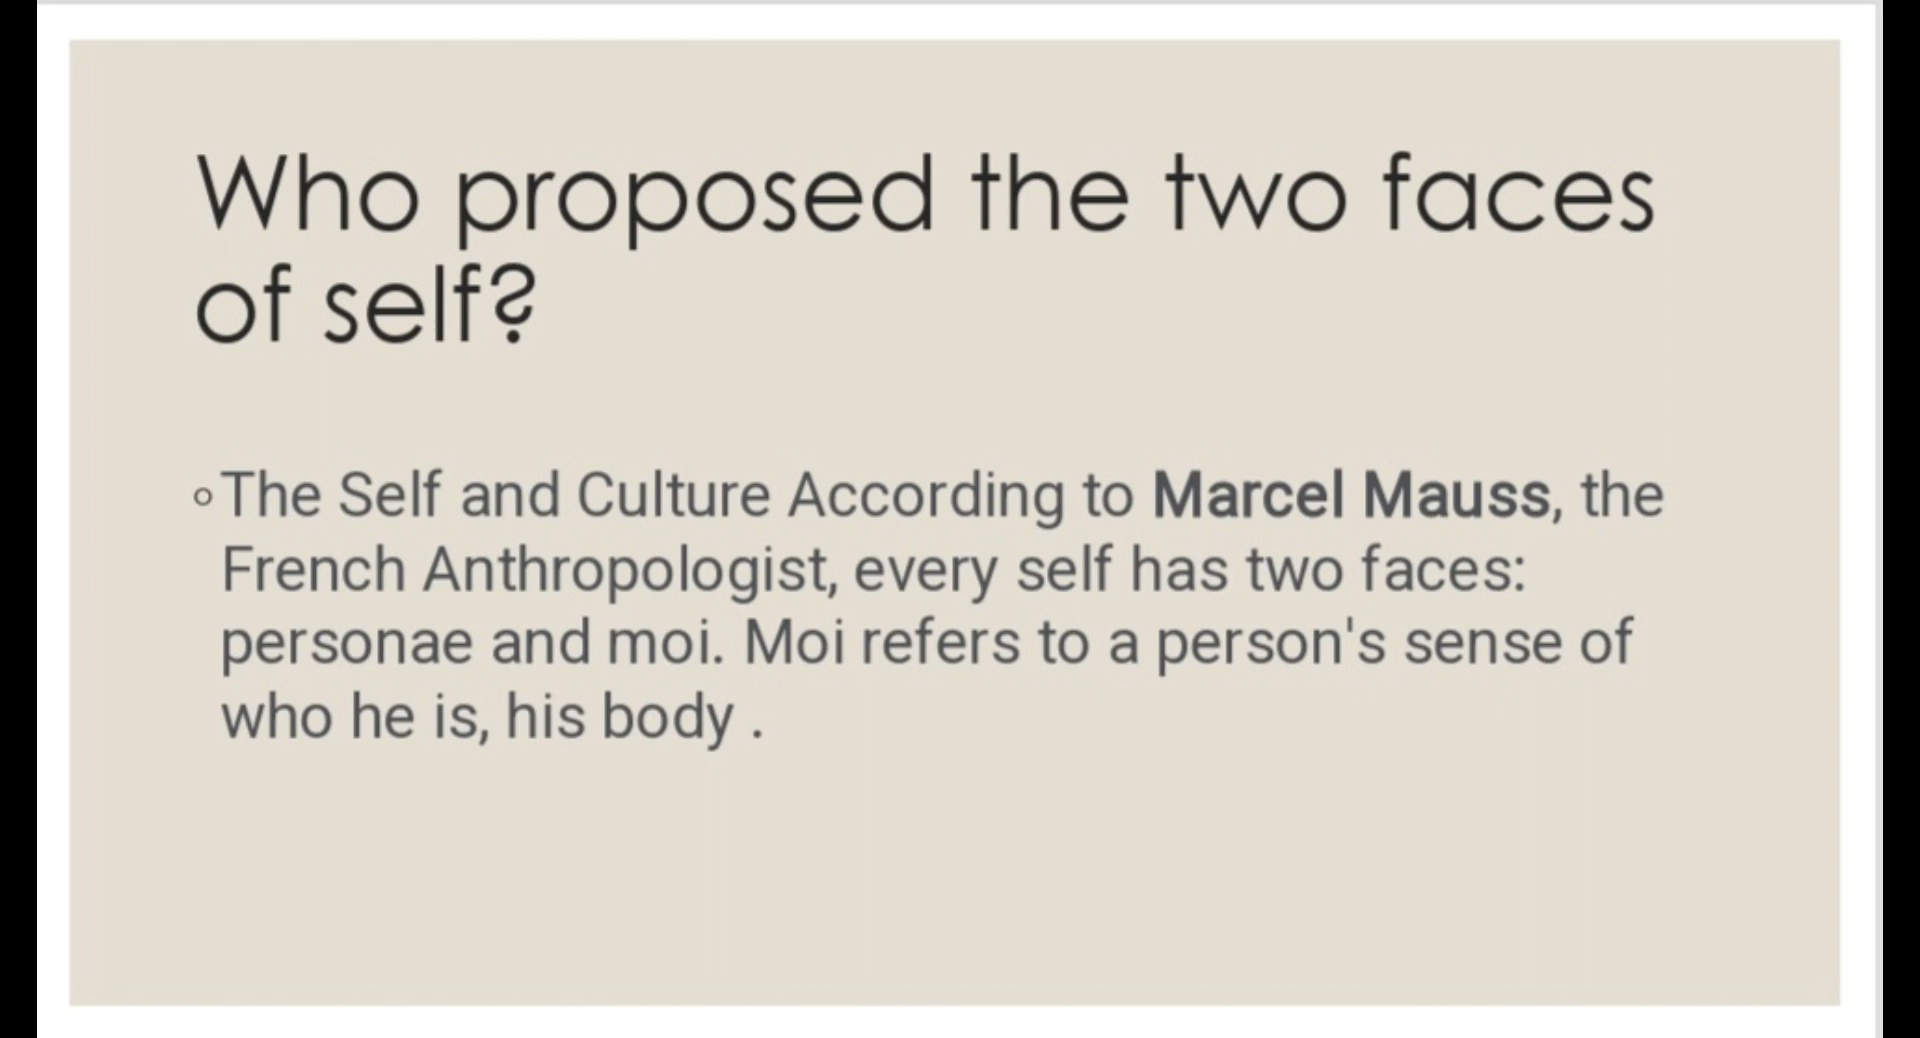 Who proposed the two faces
of self?
◦The Self and Culture According to Marcel Mauss, the
French Anthropologist, every self has two faces:
personae and moi. Moi refers to a person's sense of
who he is, his body .